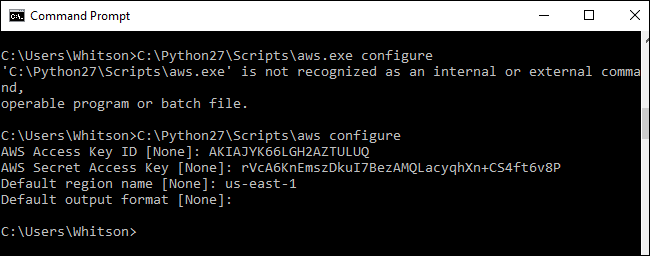 Command Prompt
C:\Users\Whitson>C:\Python27\Scripts\aws.exe configure
'C:\Python27\Scripts\aws.exe' is not recognized as an internal or external comma
nd,
operable program or batch file.
C:\Users\Whitson>C:\Python27\Scripts\aws configure
AWS Access Key ID [None]: AKIAJYK66LGH2AZTULUQ
AWS Secret Access Key [None]: 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
Default region name [None]: us-east-1
Default output format [None]:
C:\Users\Whitson>